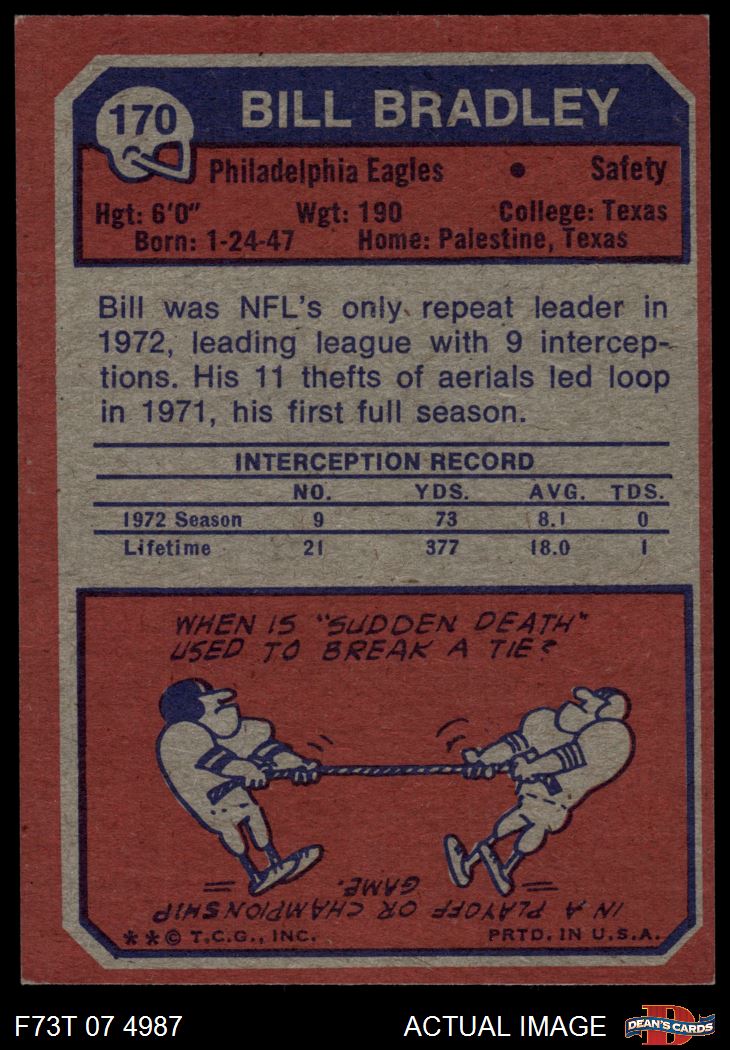 170
BILL BRADLEY
Philadelphia Eagles • Safety
Hgt: 6'0" Wgt: 190 College: Texas
Born: 1-24-47 Home: Palestine, Texas
Bill was NFL's only repeat leader in
1972, leading league with 9 intercep-
tions. His 11 thefts of aerials led loop
in 1971, his first full season.
INTERCEPTION RECORD
NO. YDS. AVG. TDS.
1972 Season 9 73 8.1 0
Lifetime 21 377 18.0 1
WHEN IS "SUDDEN DEATH"
USED TO BREAK A TIE?
IN A PLAYOFF OR CHAMPIONSHIP
GAME.
**© T.C.G., INC. PRTD. IN U.S.A.
F73T 07 4987 ACTUAL IMAGE
D
DEAN'S CARDS